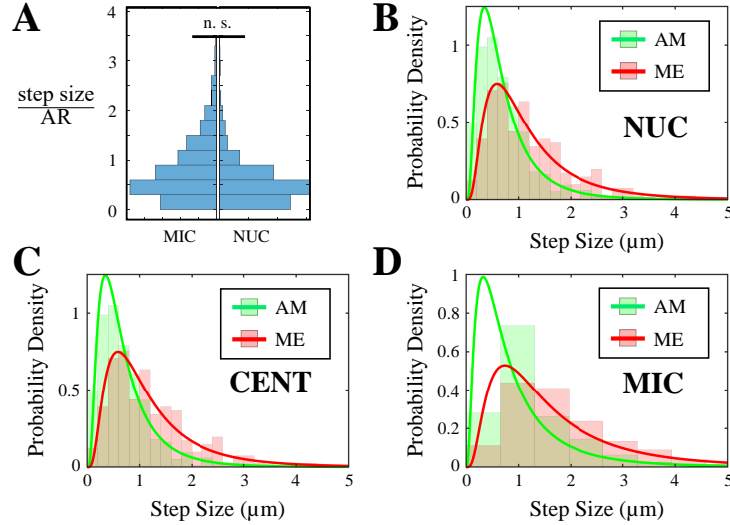 A
n. s.
step size
AR
4
3
2
1
0
MIC
NUC
B
Probability Density
1
0.5
0
AM
ME
NUC
0 1 2 3 4 5
Step Size (µm)
C
Probability Density
1
0.5
0
AM
ME
CENT
0 1 2 3 4 5
Step Size (µm)
D
Probability Density
1
0.8
0.6
0.4
0.2
0
AM
ME
MIC
0 1 2 3 4 5
Step Size (µm)